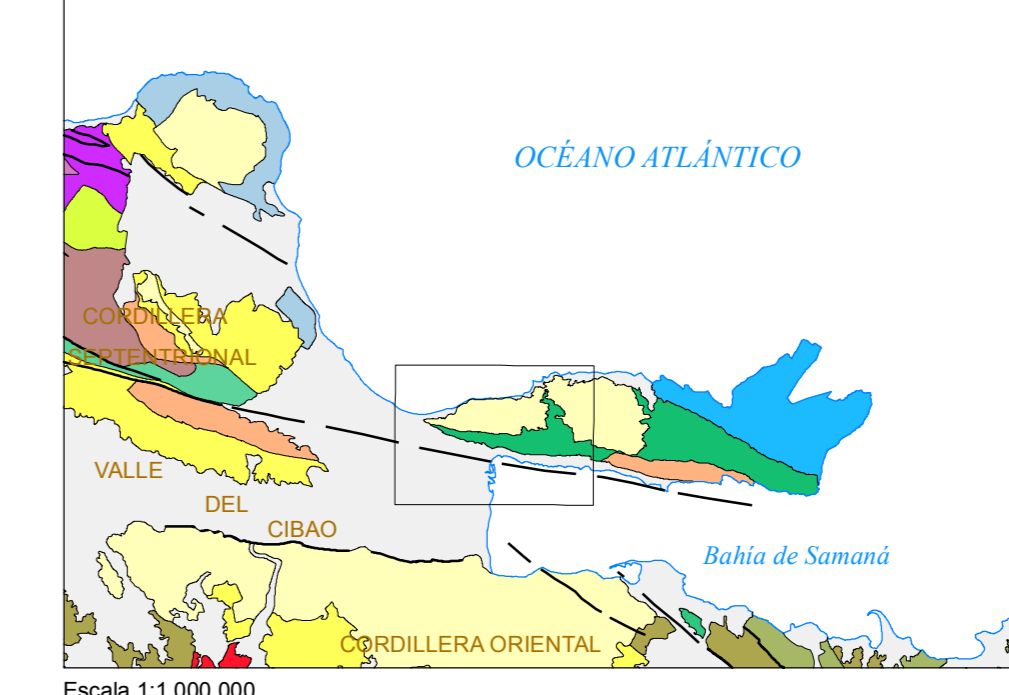 OCÉANO ATLÁNTICO
CORDILLERA
SEPTENTRIONAL
VALLE
DEL
CIBAO
Bahía de Samaná
CORDILLERA ORIENTAL
Escala 1:1.000.000